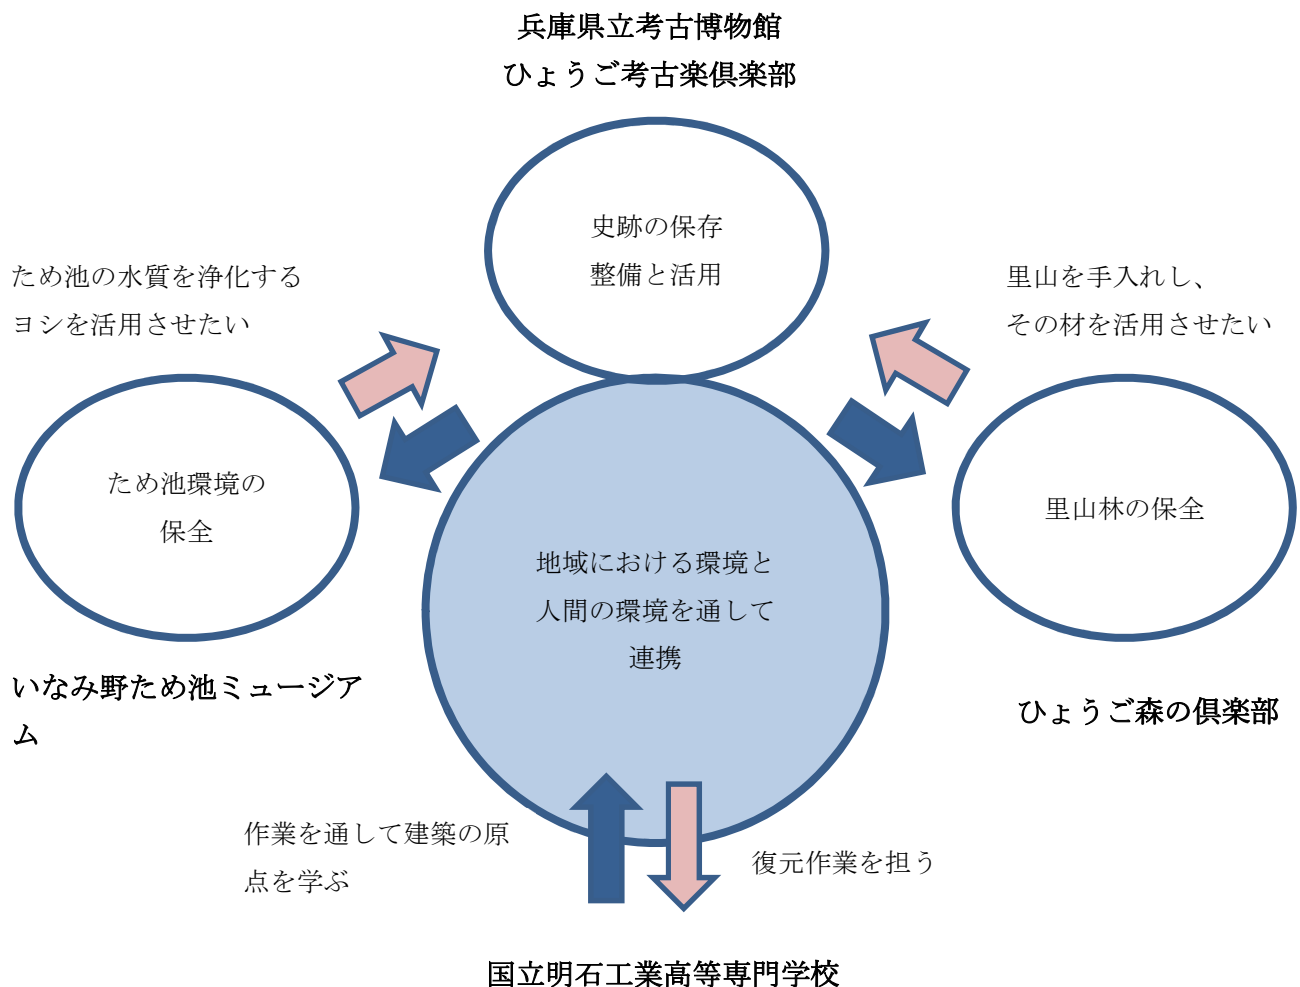 兵庫県立考古博物館
ひょうご考古楽倶楽部
史跡の保存
整備と活用
ため池の水質を浄化する
ヨシを活用させたい
里山を手入れし、
その材を活用させたい
ため池環境の
保全
里山林の保全
地域における環境と
人間の環境を通して
連携
いなみ野ため池ミュージア
ム
ひょうご森の倶楽部
作業を通して建築の原
点を学ぶ
復元作業を担う
国立明石工業高等専門学校